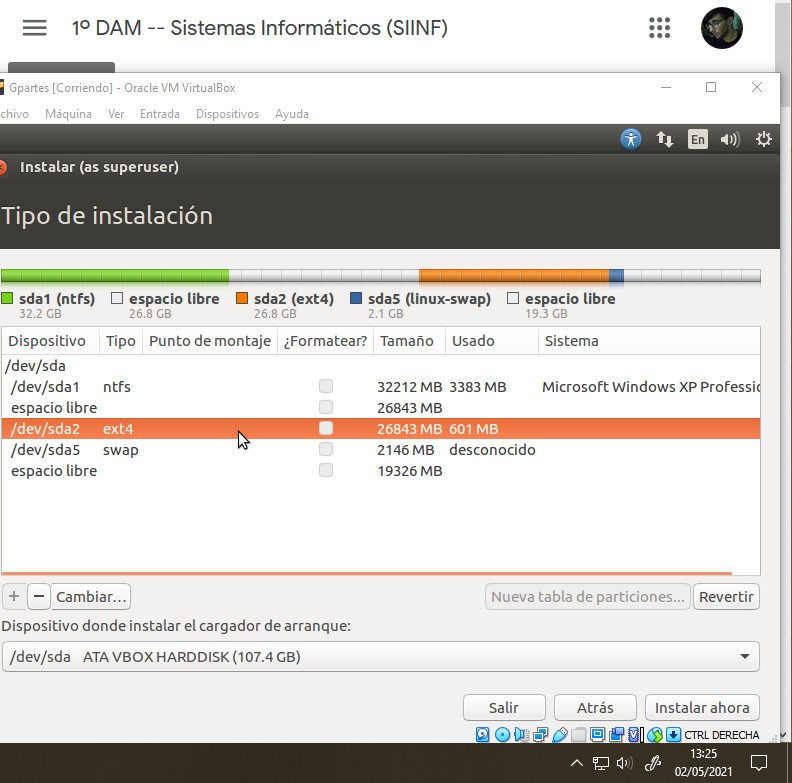 1º DAM -- Sistemas Informáticos (SIINF)
Gpartes [Corriendo] - Oracle VM VirtualBox
chivo Máquina Ver Entrada Dispositivos Ayuda
En
Instalar (as superuser)
Tipo de instalación
sda1 (ntfs) espacio libre sda2 (ext4) sda5 (linux-swap) espacio libre
32.2 GB 26.8 GB 26.8 GB 2.1 GB 19.3 GB
Dispositivo Tipo Punto de montaje ¿Formatear? Tamaño Usado Sistema
/dev/sda
/dev/sda1 ntfs 32212 MB 3383 MB Microsoft Windows XP Professio
espacio libre 26843 MB
/dev/sda2 ext4 26843 MB 601 MB
/dev/sda5 swap 2146 MB desconocido
espacio libre 19326 MB
+ − Cambiar... Nueva tabla de particiones... Revertir
Dispositivo donde instalar el cargador de arranque:
/dev/sda ATA VBOX HARDDISK (107.4 GB)
Salir Atrás Instalar ahora
CTRL DERECHA
13:25
02/05/2021